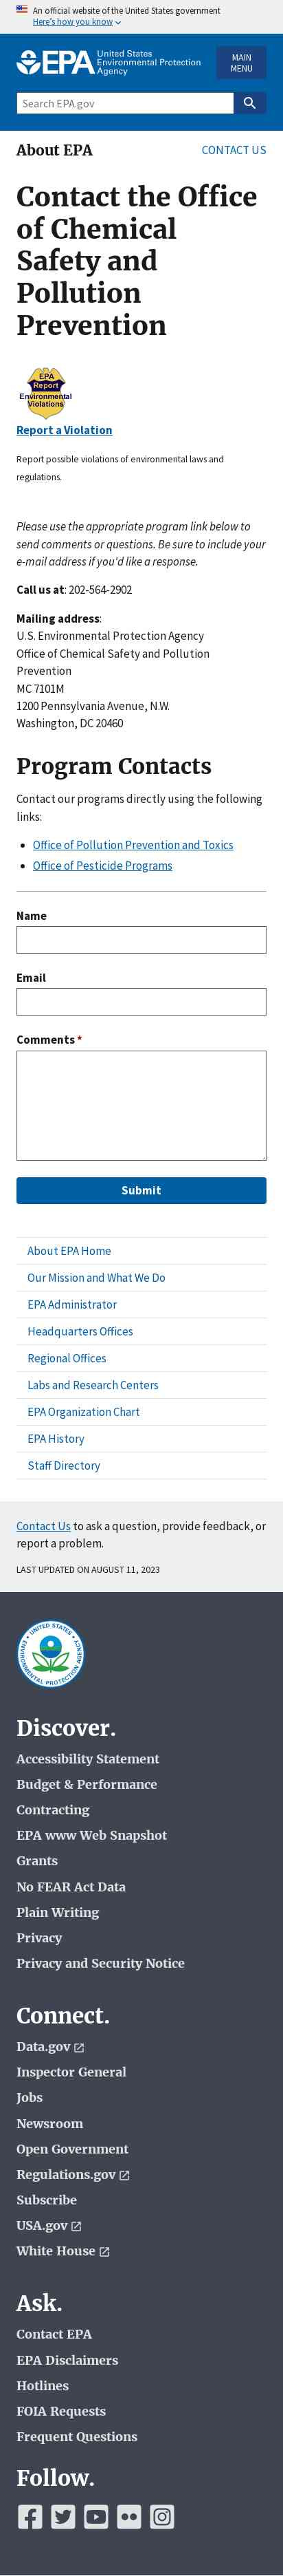 An official website of the United States government
Here's how you know
EPA United States
Environmental Protection
Agency
MAIN
MENU
Search EPA.gov
About EPA
CONTACT US
Contact the Office
of Chemical
Safety and
Pollution
Prevention
EPA
Report
Environmental
Violations
Report a Violation
Report possible violations of environmental laws and
regulations.
Please use the appropriate program link below to
send comments or questions. Be sure to include your
e-mail address if you'd like a response.
Call us at: 202-564-2902
Mailing address:
U.S. Environmental Protection Agency
Office of Chemical Safety and Pollution
Prevention
MC 7101M
1200 Pennsylvania Avenue, N.W.
Washington, DC 20460
Program Contacts
Contact our programs directly using the following
links:
Office of Pollution Prevention and Toxics
Office of Pesticide Programs
Name
Email
Comments *
Submit
About EPA Home
Our Mission and What We Do
EPA Administrator
Headquarters Offices
Regional Offices
Labs and Research Centers
EPA Organization Chart
EPA History
Staff Directory
Contact Us to ask a question, provide feedback, or
report a problem.
LAST UPDATED ON AUGUST 11, 2023
UNITED STATES
ENVIRONMENTAL PROTECTION AGENCY
Discover.
Accessibility Statement
Budget & Performance
Contracting
EPA www Web Snapshot
Grants
No FEAR Act Data
Plain Writing
Privacy
Privacy and Security Notice
Connect.
Data.gov
Inspector General
Jobs
Newsroom
Open Government
Regulations.gov
Subscribe
USA.gov
White House
Ask.
Contact EPA
EPA Disclaimers
Hotlines
FOIA Requests
Frequent Questions
Follow.